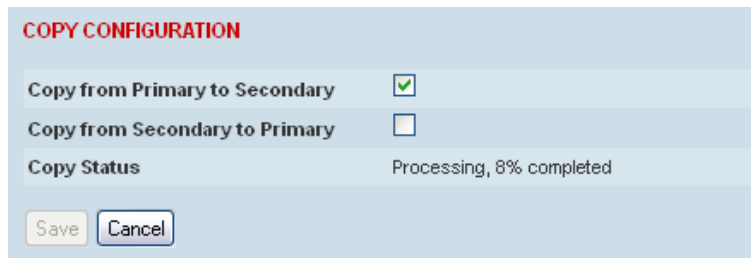 COPY CONFIGURATION
Copy from Primary to Secondary
Copy from Secondary to Primary
Copy Status Processing, 8% completed
Save Cancel